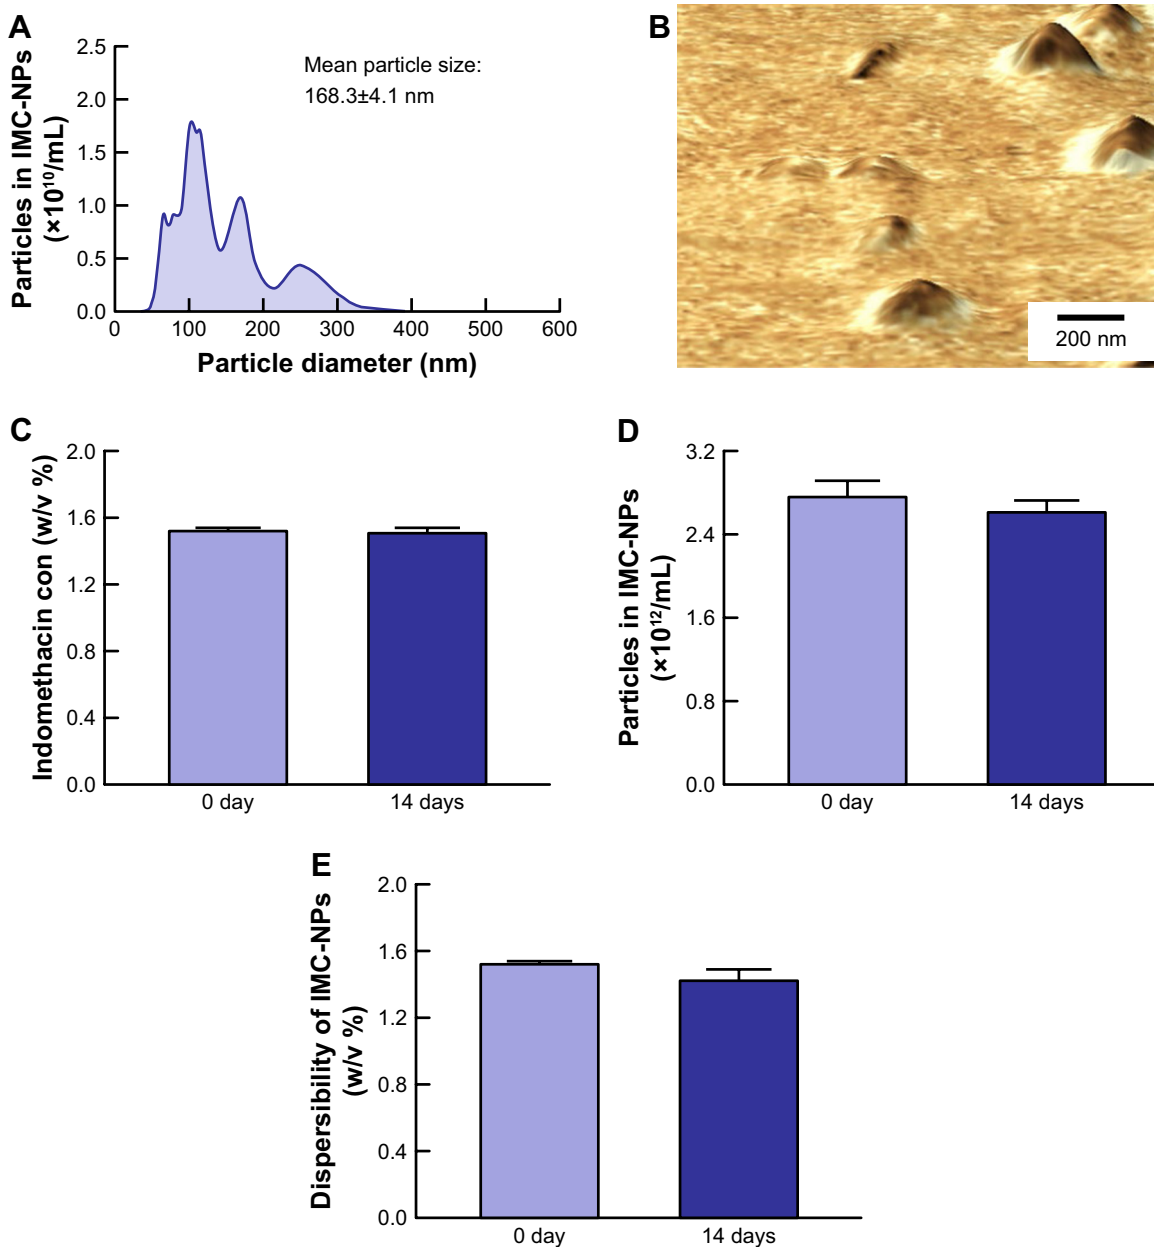 A
Particles in IMC-NPs
(×10¹⁰/mL)
2.5
2.0
1.5
1.0
0.5
0.0
Mean particle size:
168.3±4.1 nm
0 100 200 300 400 500 600
Particle diameter (nm)
B
200 nm
C
Indomethacin con (w/v %)
2.0
1.6
1.2
0.8
0.4
0.0
0 day 14 days
D
Particles in IMC-NPs
(×10¹²/mL)
3.2
2.4
1.6
0.8
0.0
0 day 14 days
E
Dispersibility of IMC-NPs
(w/v %)
2.0
1.6
1.2
0.8
0.4
0.0
0 day 14 days